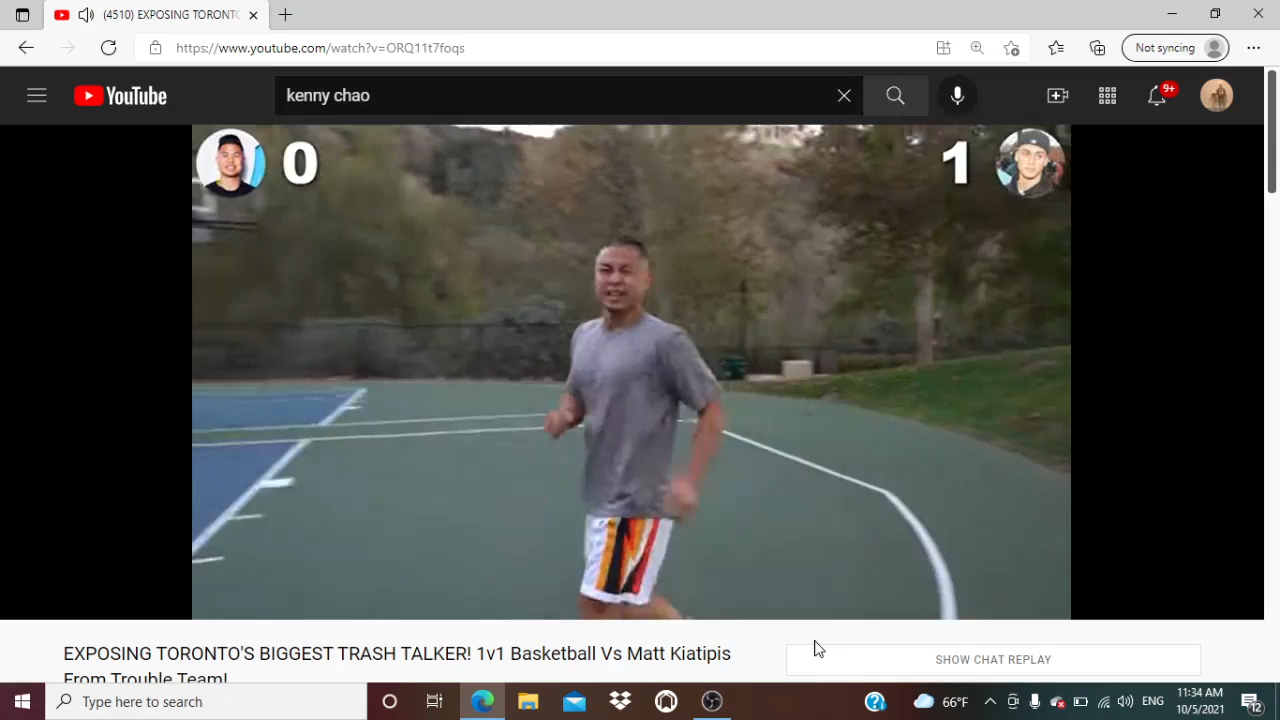 (4510) EXPOSING TORONT
https://www.youtube.com/watch?v=ORQ11t7foqs
Not syncing
YouTube
kenny chao
9+
0
1
EXPOSING TORONTO'S BIGGEST TRASH TALKER! 1v1 Basketball Vs Matt Kiatipis
From Trouble Team!
SHOW CHAT REPLAY
Type here to search
66°F
ENG
11:34 AM
10/5/2021
12